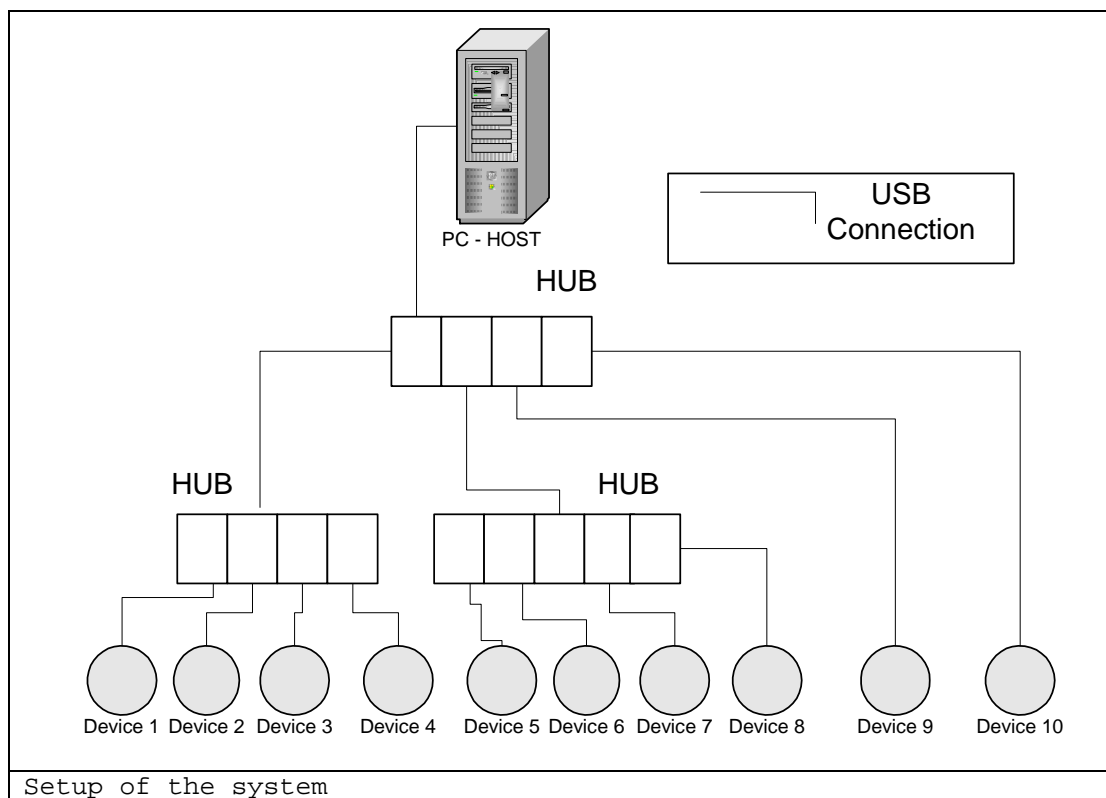 PC - HOST
USB
Connection
HUB
HUB
HUB
Device 1
Device 2
Device 3
Device 4
Device 5
Device 6
Device 7
Device 8
Device 9
Device 10
Setup of the system